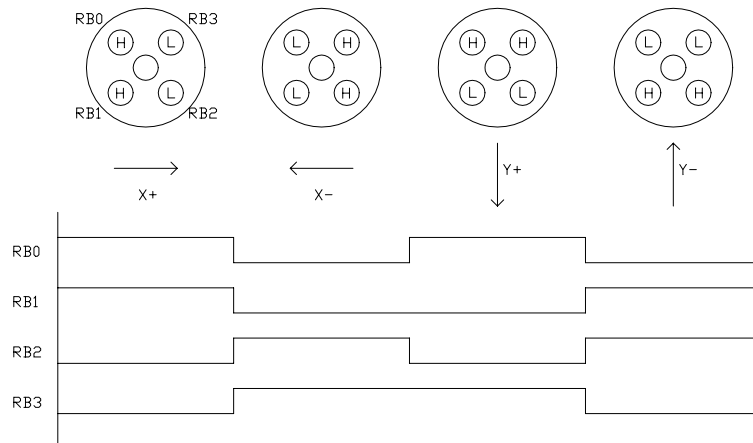 RB0 RB3
H L L H H H L L
H L L H L L H H
RB1 RB2
X+ X- Y+ Y-
RB0
RB1
RB2
RB3